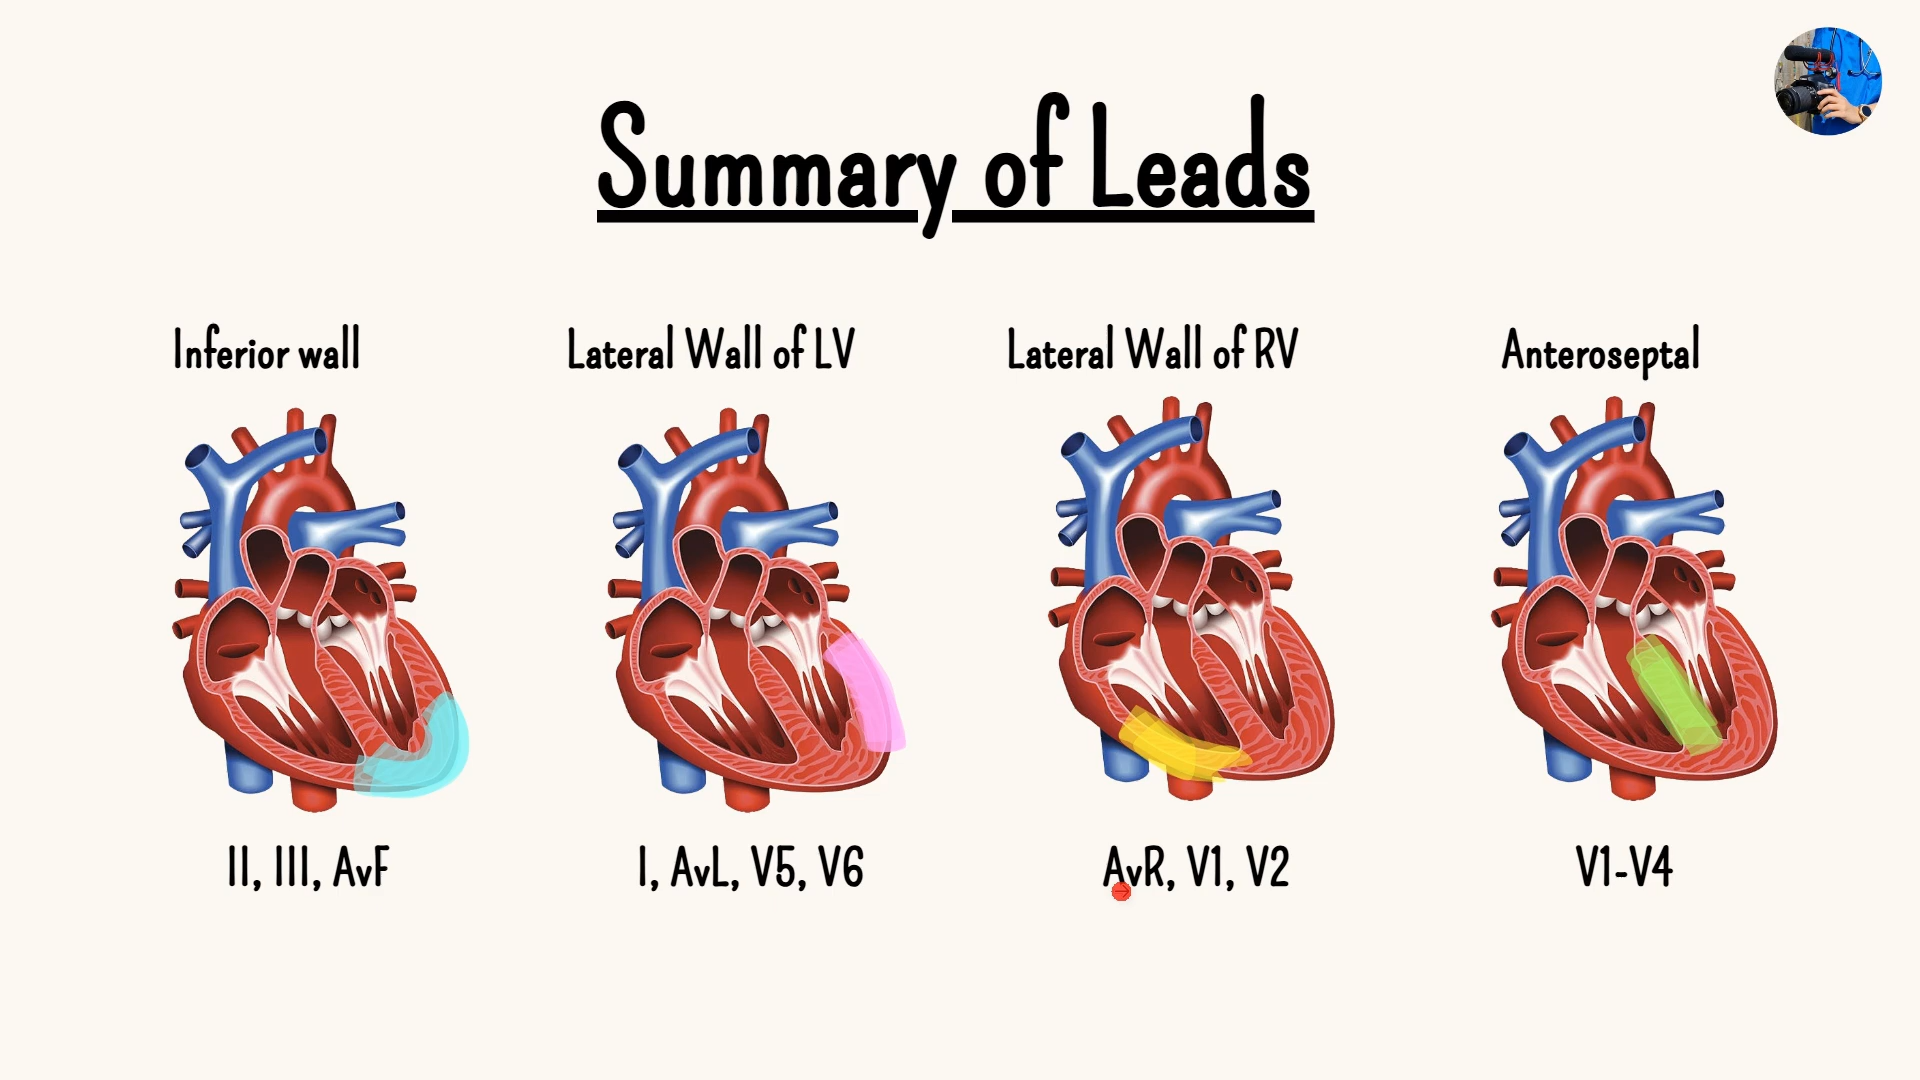 Summary of Leads
Inferior wall
Lateral Wall of LV
Lateral Wall of RV
Anteroseptal
II, III, AvF
I, AvL, V5, V6
AvR, V1, V2
V1-V4